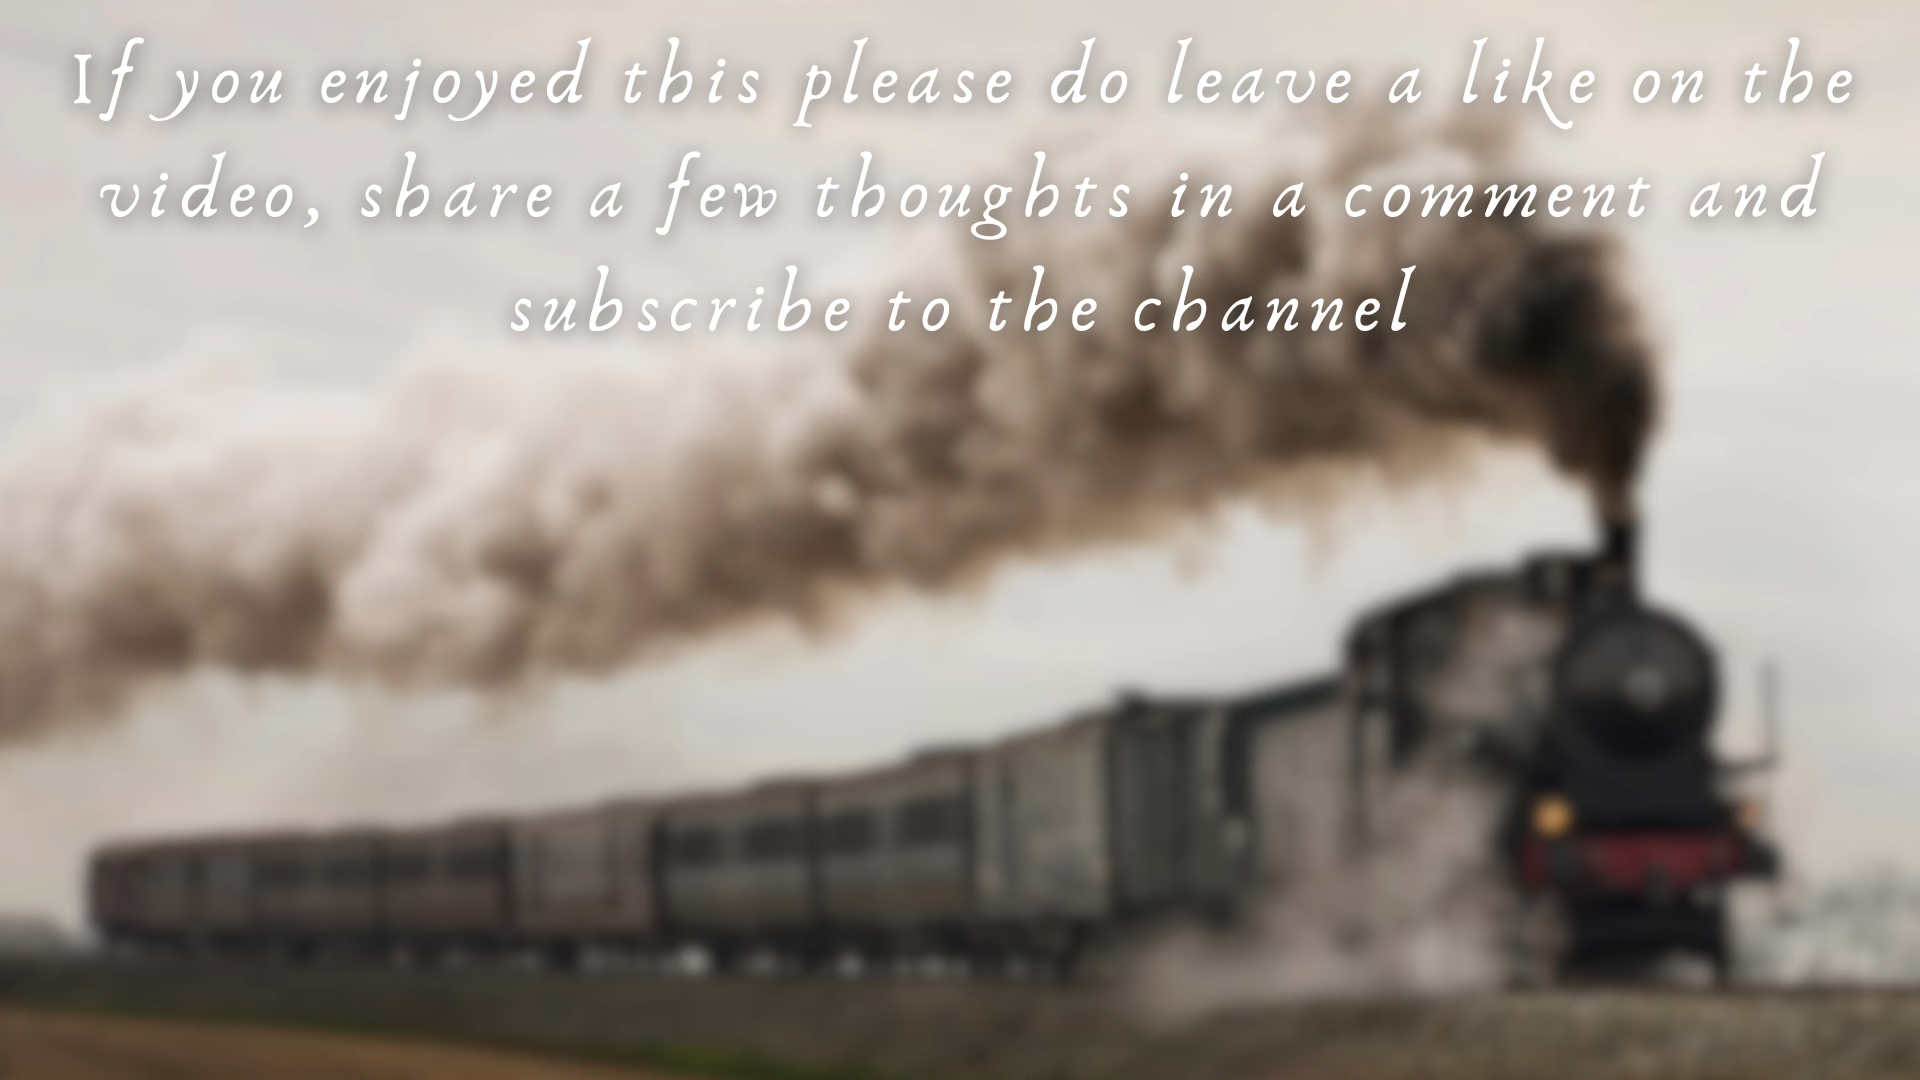 If you enjoyed this please do leave a like on the
video, share a few thoughts in a comment and
subscribe to the channel